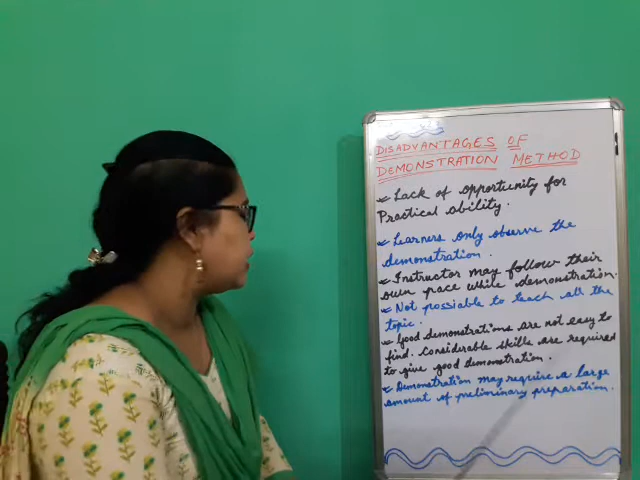 DISADVANTAGES OF
DEMONSTRATION METHOD
Lack of opportunity for
Practical ability.
Learners only observe the
demonstration.
Instructor may follow their
own pace while demonstration.
Not possiable to teach all the
topic.
Good demonstrations are not easy to
find. Considerable skills are required
to give good demonstration.
Demonstration may require a large
amount of preliminary preparation.